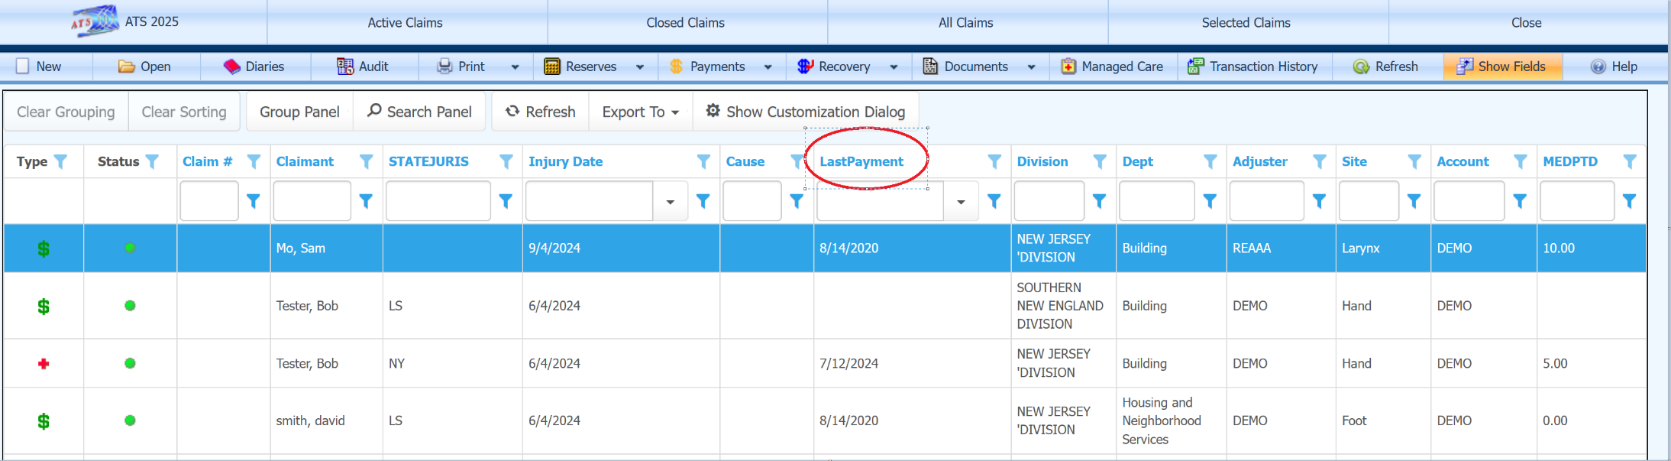 ATS ATS 2025 Active Claims Closed Claims All Claims Selected Claims Close
New Open Diaries Audit Print Reserves Payments Recovery Documents Managed Care Transaction History Refresh Show Fields Help
Clear Grouping Clear Sorting Group Panel Search Panel Refresh Export To Show Customization Dialog
Type Status Claim # Claimant STATEJURIS Injury Date Cause LastPayment Division Dept Adjuster Site Account MEDPTD
$ Mo, Sam 9/4/2024 8/14/2020 NEW JERSEY 'DIVISION Building REAAA Larynx DEMO 10.00
$ Tester, Bob LS 6/4/2024 SOUTHERN NEW ENGLAND DIVISION Building DEMO Hand DEMO
Tester, Bob NY 6/4/2024 7/12/2024 NEW JERSEY 'DIVISION Building DEMO Hand DEMO 5.00
$ smith, david LS 6/4/2024 8/14/2020 NEW JERSEY 'DIVISION Housing and Neighborhood Services DEMO Foot DEMO 0.00